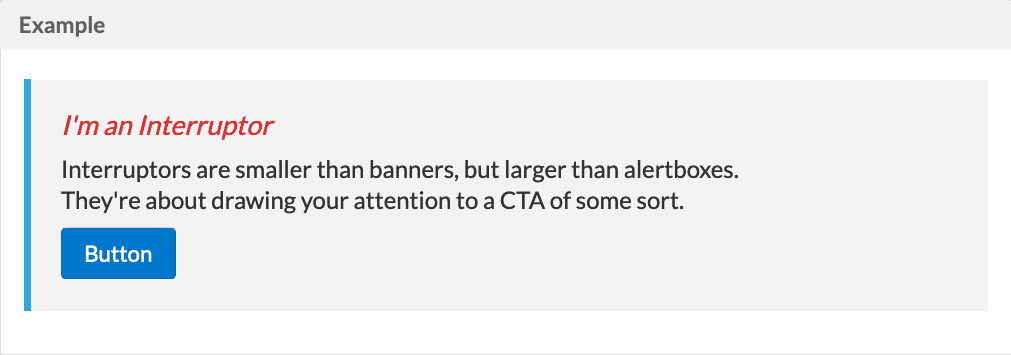 Example
I'm an Interruptor
Interruptors are smaller than banners, but larger than alertboxes.
They're about drawing your attention to a CTA of some sort.
Button